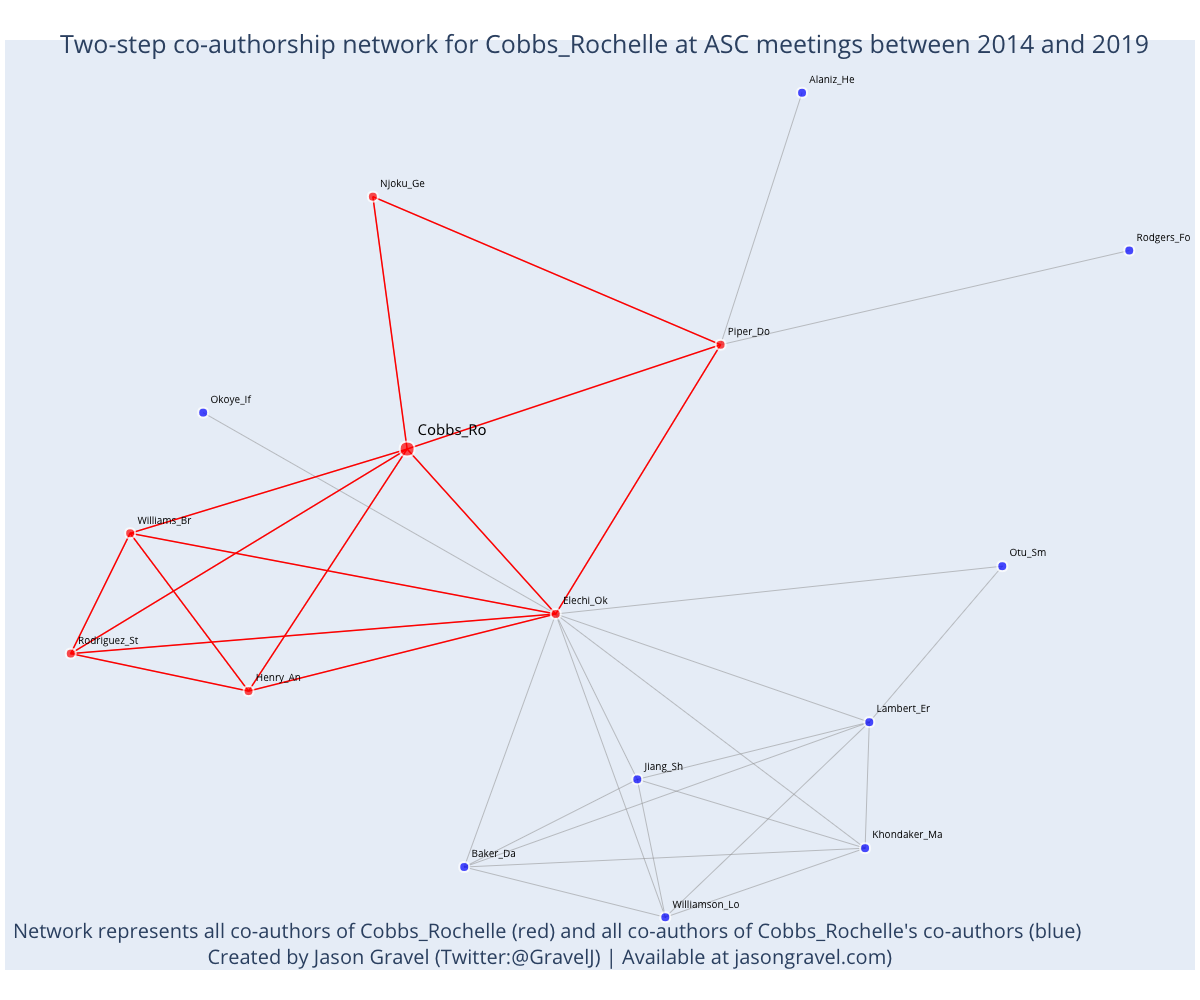 Two-step co-authorship network for Cobbs_Rochelle at ASC meetings between 2014 and 2019
Alaniz_He
Njoku_Ge
Rodgers_Fo
Piper_Do
Okoye_If
Cobbs_Ro
Williams_Br
Otu_Sm
Elechi_Ok
Rodriguez_St
Henry_An
Lambert_Er
Jiang_Sh
Khondaker_Ma
Baker_Da
Williamson_Lo
Network represents all co-authors of Cobbs_Rochelle (red) and all co-authors of Cobbs_Rochelle's co-authors (blue)
Created by Jason Gravel (Twitter:@GravelJ) | Available at jasongravel.com)